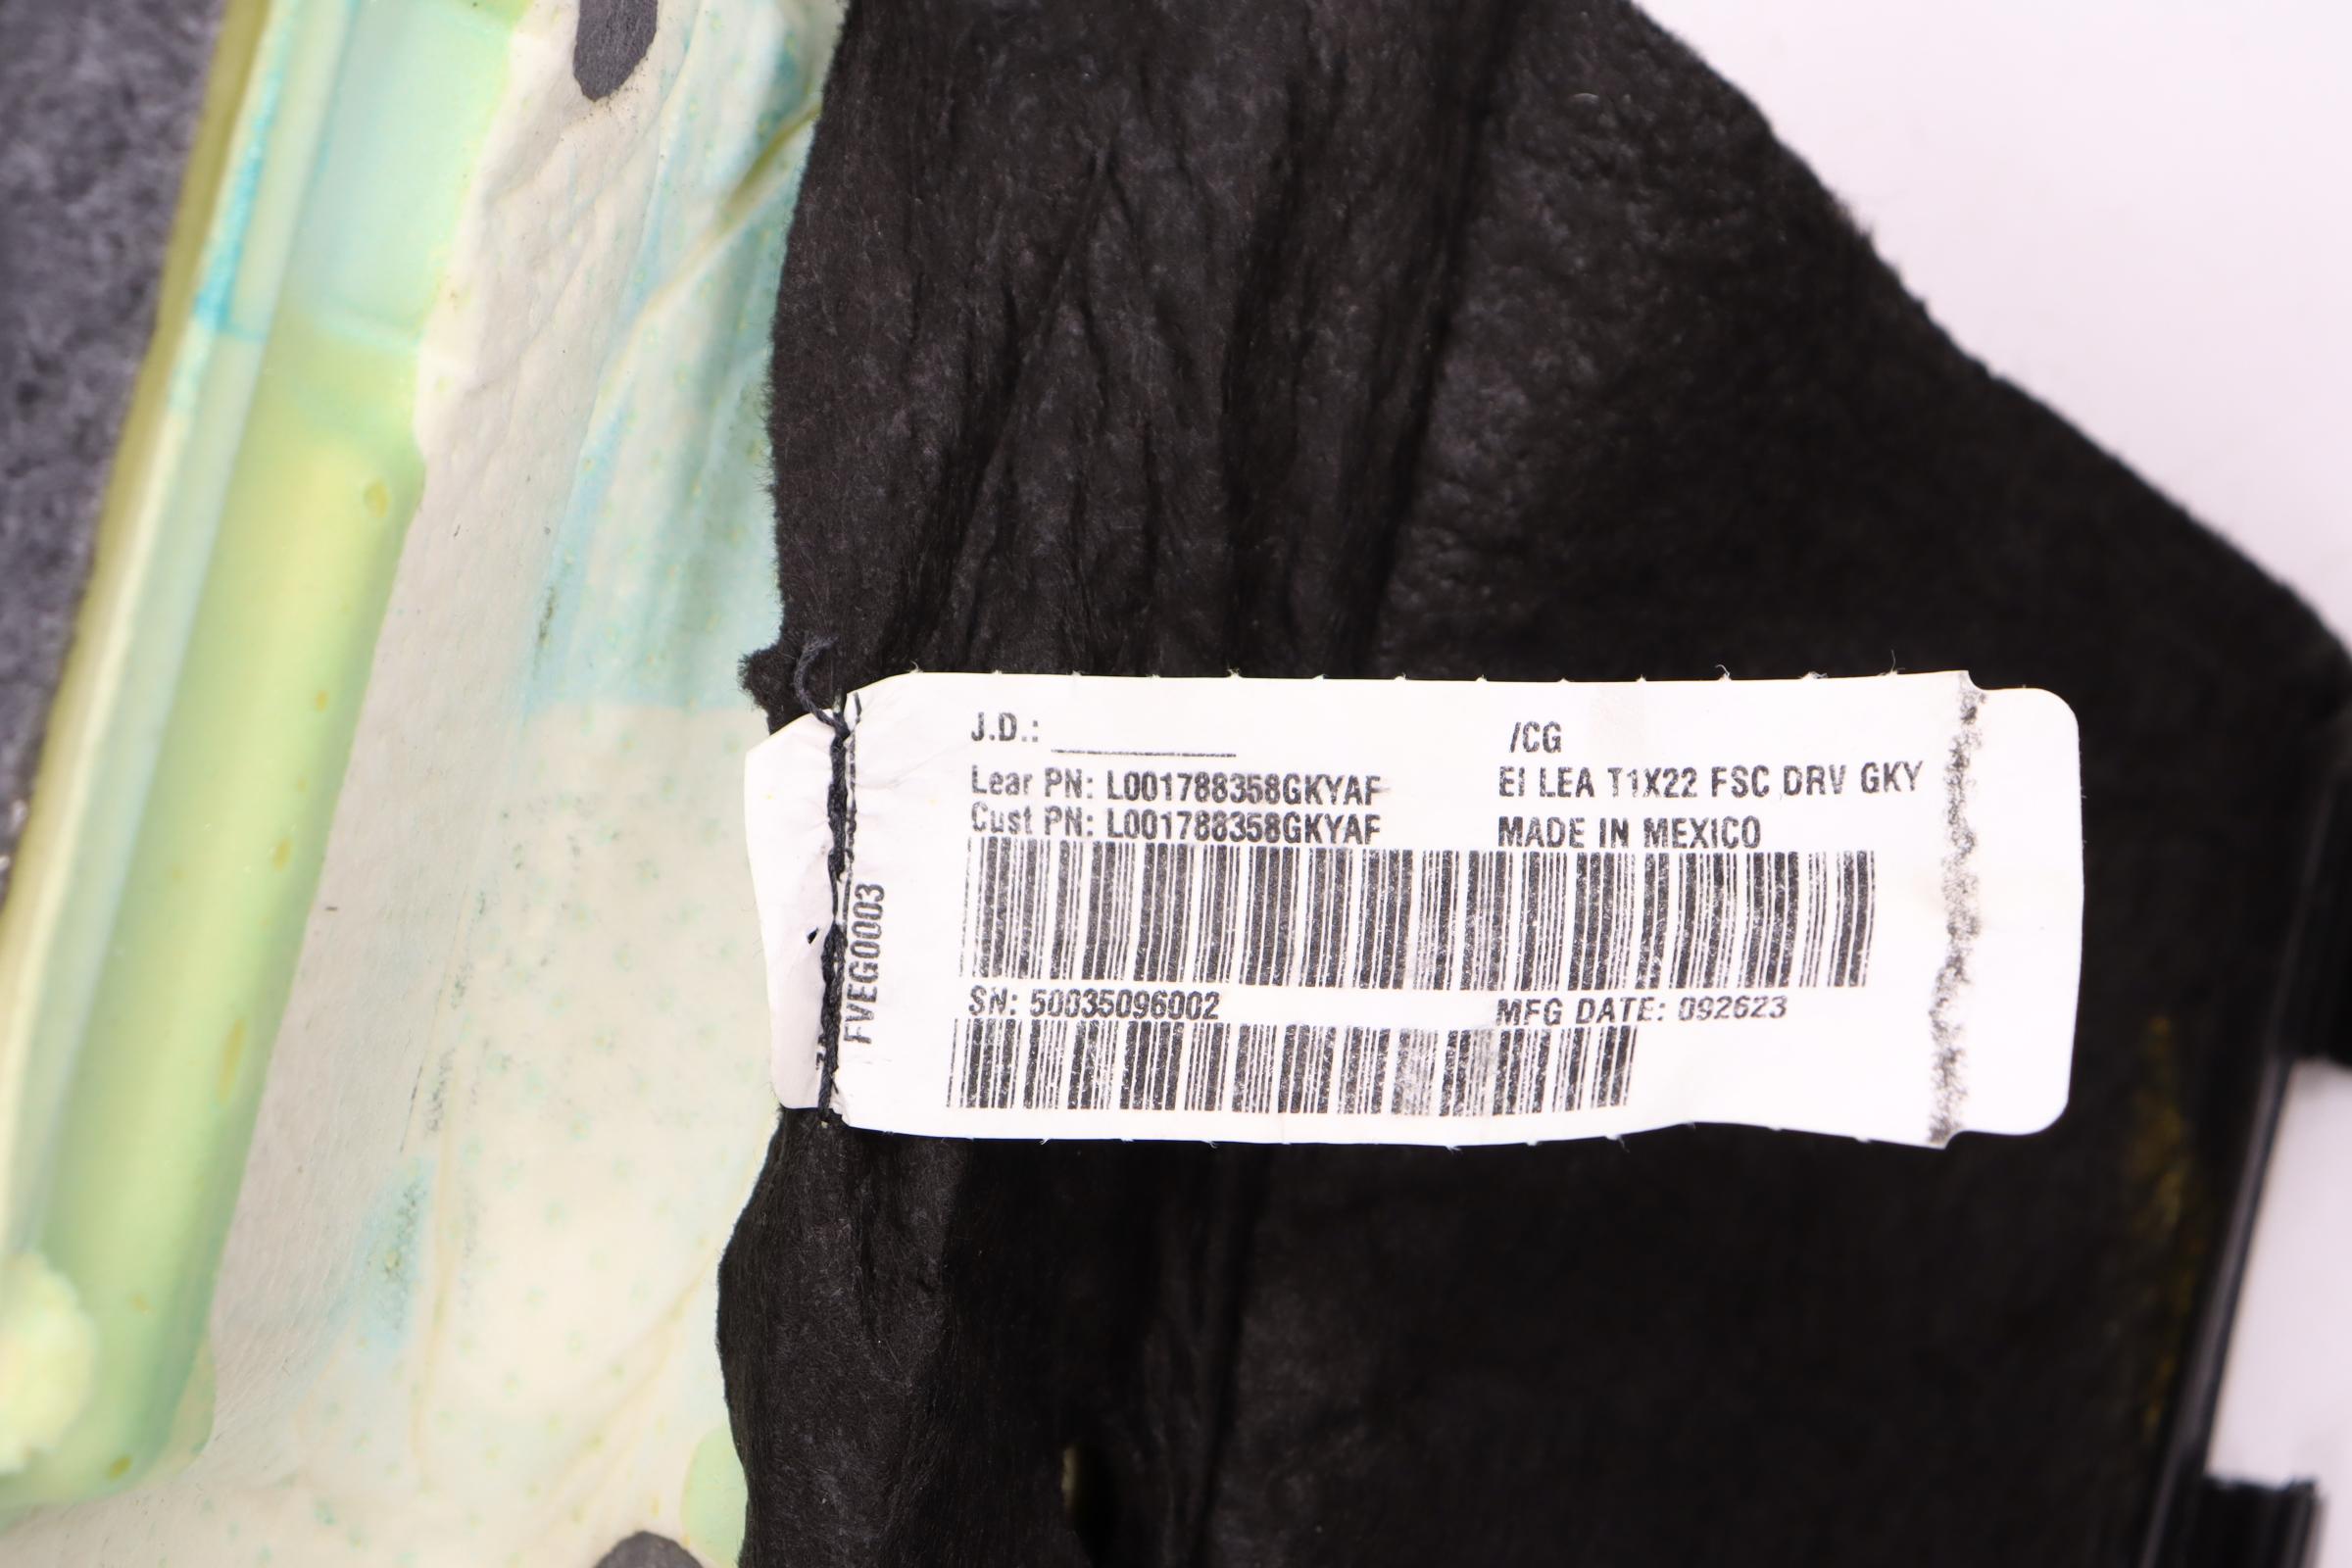 J.D.: __________
/CG
Lear PN: L001788358GKYAF
EI LEA T1X22 FSC DRV GKY
Cust PN: L001788358GKYAF
MADE IN MEXICO
SN: 50035096002
MFG DATE: 092623
FVEG0003